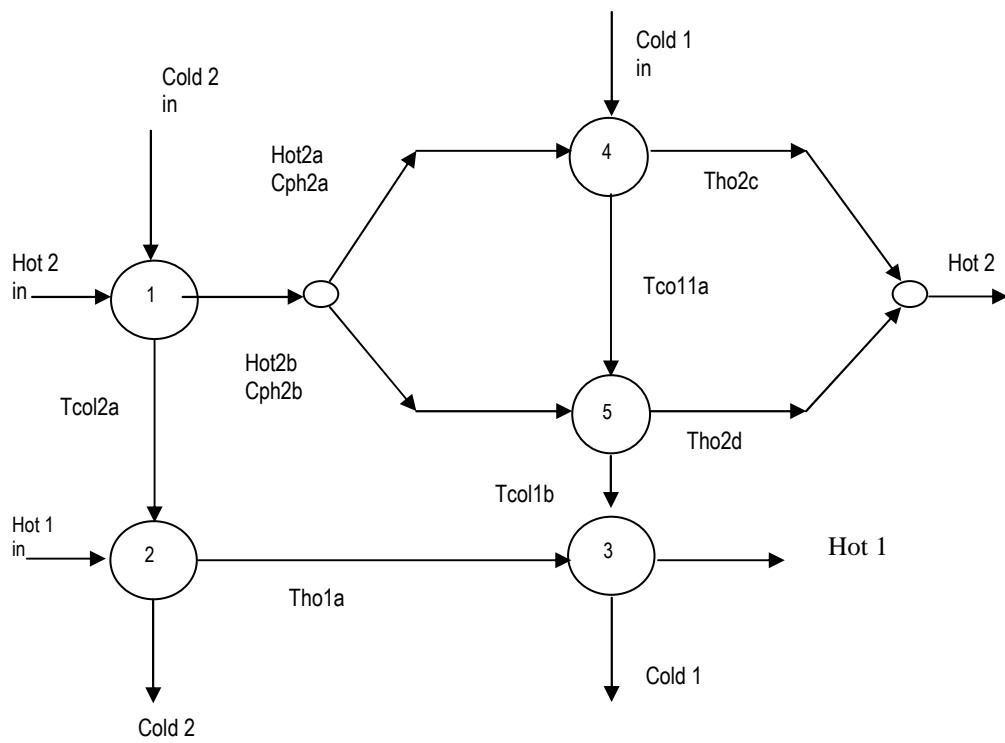 Cold 1
in
Cold 2
in
4
Hot2a
Cph2a
Tho2c
Hot 2
in
1
Tco11a
Hot 2
Hot2b
Cph2b
Tcol2a
5
Tho2d
Tcol1b
Hot 1
in
2
3
Hot 1
Tho1a
Cold 1
Cold 2